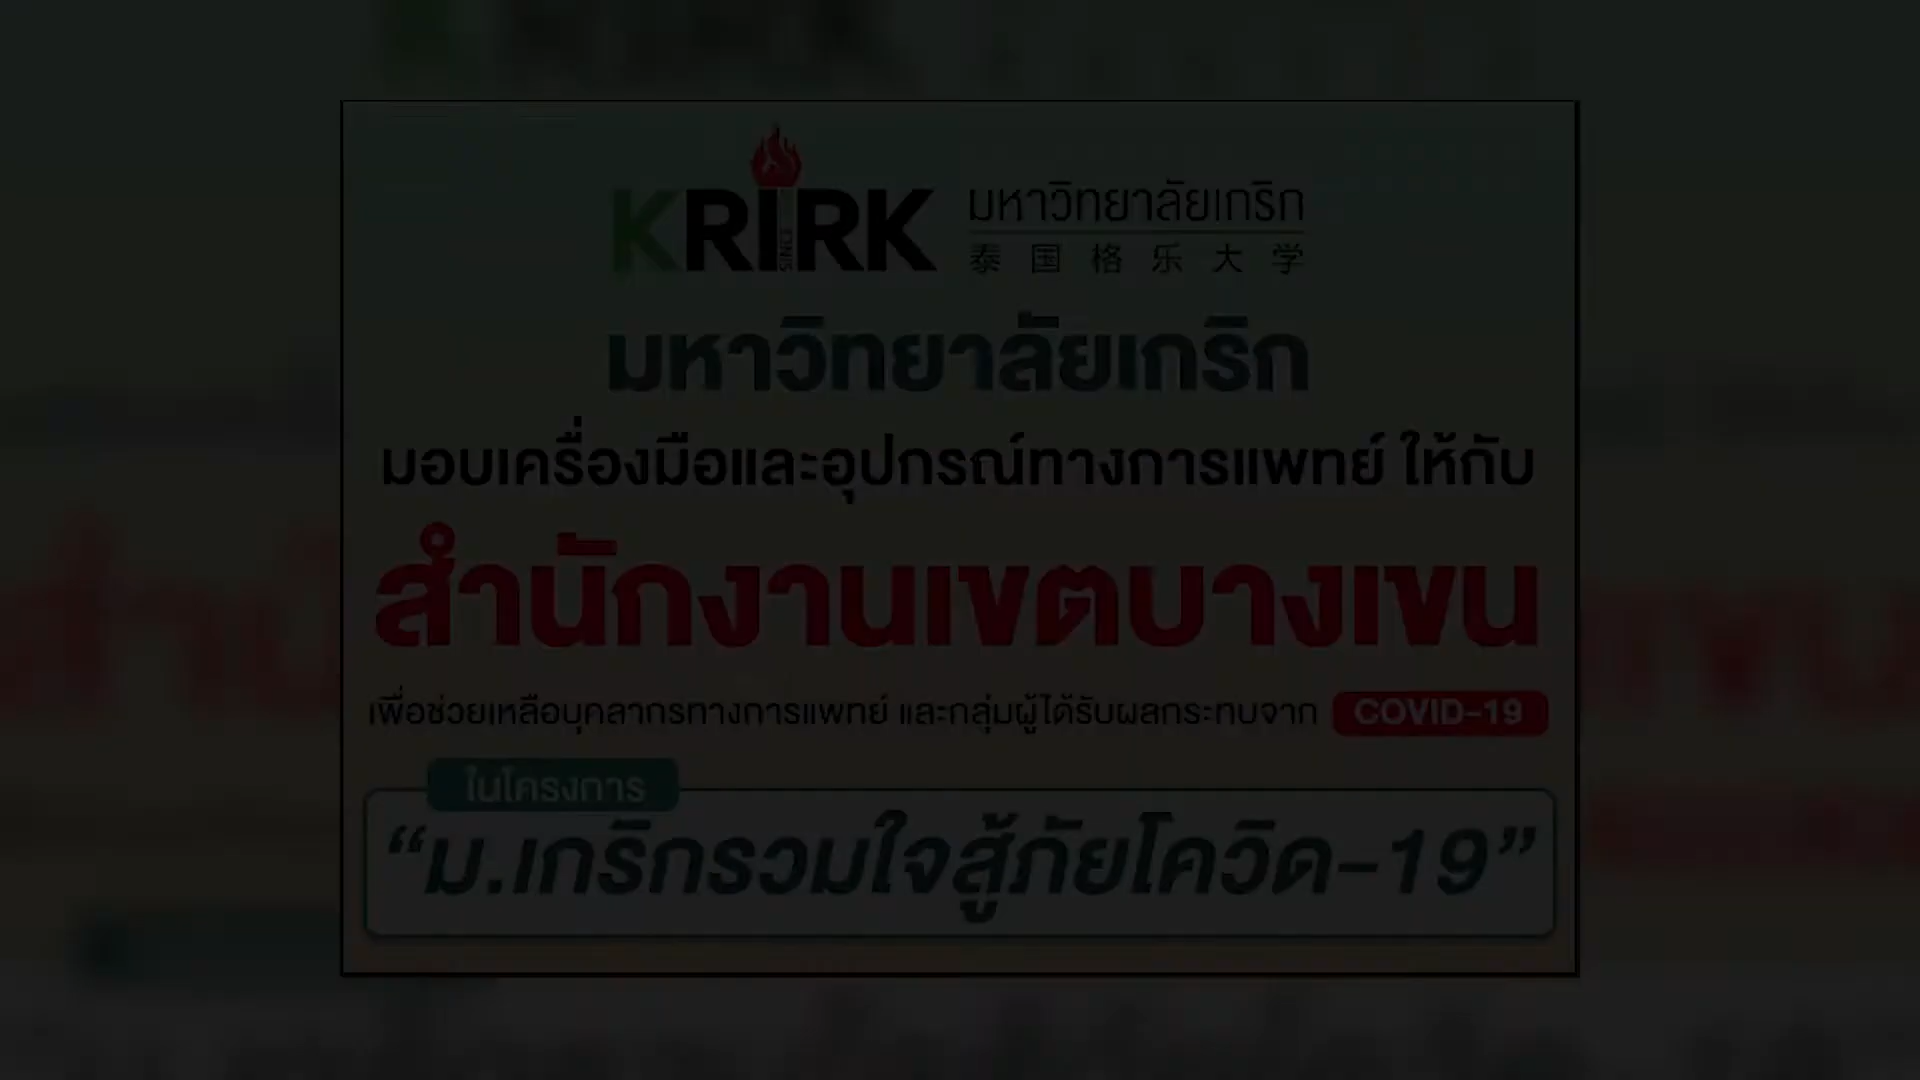 KRIRK
SINCE
มหาวิทยาลัยเกริก
泰国格乐大学
มหาวิทยาลัยเกริก
มอบเครื่องมือและอุปกรณ์ทางการแพทย์ ให้กับ
สำนักงานเขตบางเขน
เพื่อช่วยเหลือบุคลากรทางการแพทย์ และกลุ่มผู้ได้รับผลกระทบจาก COVID-19
ในโครงการ
“ม.เกริกรวมใจสู้ภัยโควิด-19”